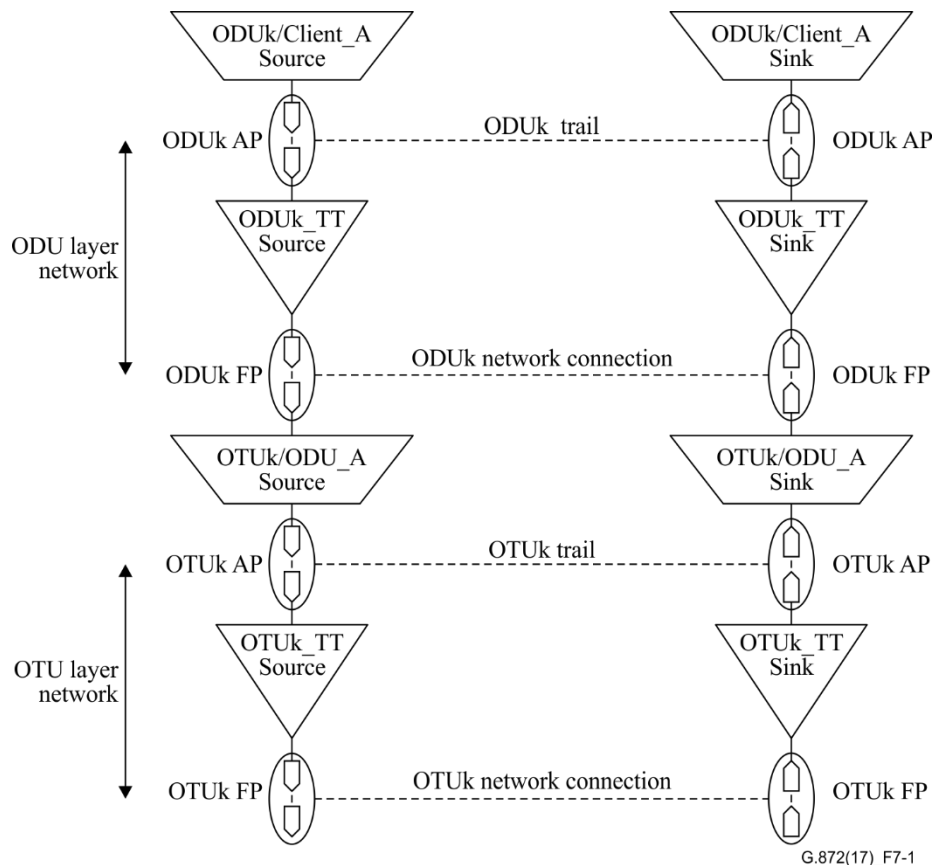 ODUk/Client_A
Source
ODUk/Client_A
Sink
ODUk AP
ODUk trail
ODUk AP
ODUk_TT
Source
ODUk_TT
Sink
ODU layer
network
ODUk FP
ODUk network connection
ODUk FP
OTUk/ODU_A
Source
OTUk/ODU_A
Sink
OTUk AP
OTUk trail
OTUk AP
OTUk_TT
Source
OTUk_TT
Sink
OTU layer
network
OTUk FP
OTUk network connection
OTUk FP
G.872(17)_F7-1